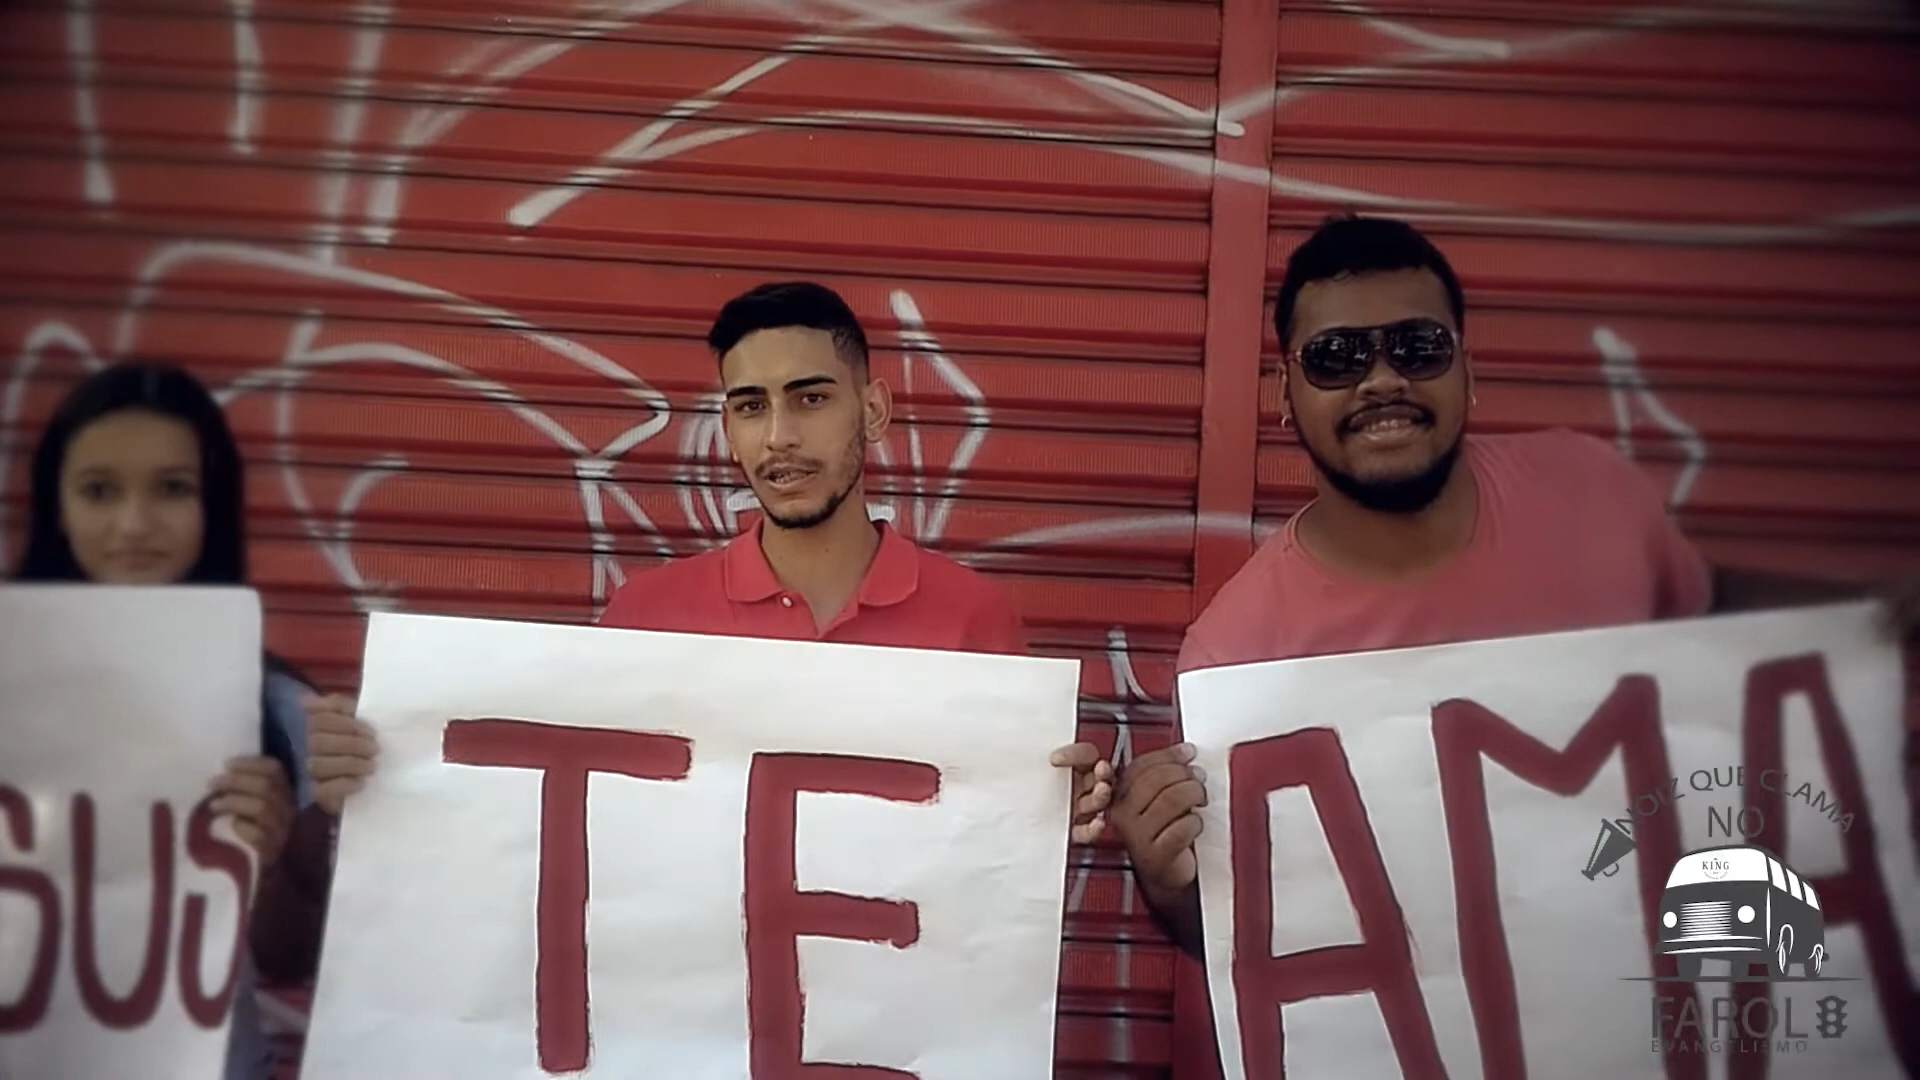 SUS
TE
AMA
NOIZ QUE CLAMA
NO
KING
FAROL
EVANGELISMO